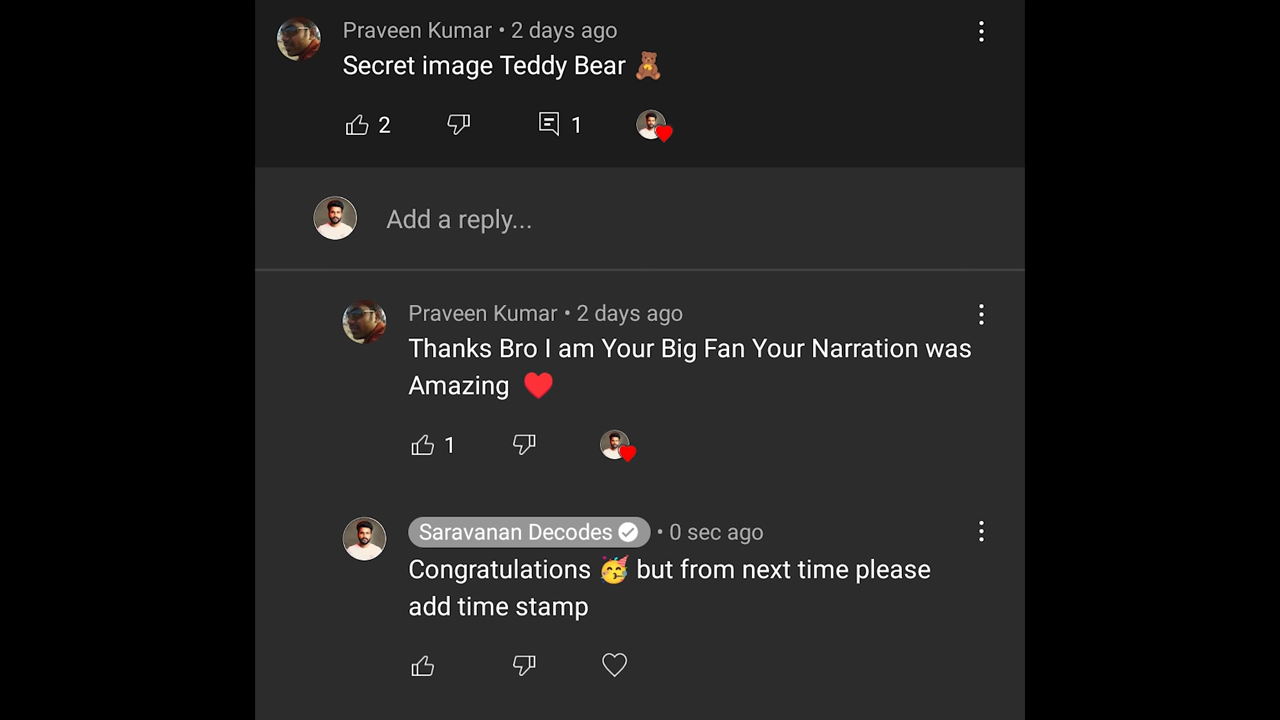 Praveen Kumar • 2 days ago
Secret image Teddy Bear 🧸
2
1
Add a reply...
Praveen Kumar • 2 days ago
Thanks Bro I am Your Big Fan Your Narration was
Amazing ♥️
1
Saravanan Decodes • 0 sec ago
Congratulations 🥳 but from next time please
add time stamp